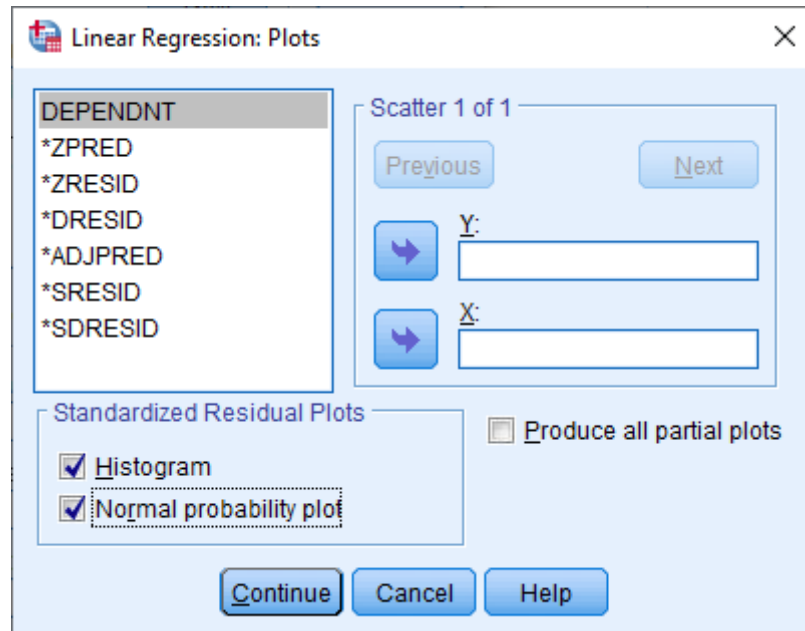 Linear Regression: Plots
DEPENDNT
*ZPRED
*ZRESID
*DRESID
*ADJPRED
*SRESID
*SDRESID
Scatter 1 of 1
Previous
Next
Y:
X:
Standardized Residual Plots
Histogram
Normal probability plot
Produce all partial plots
Continue
Cancel
Help